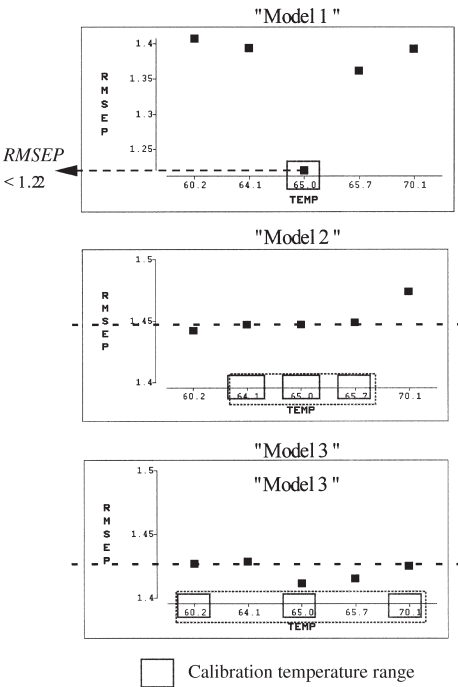 "Model 1"
1.4
1.35
1.3
1.25
RMSEP
RMSEP
< 1.22
60.2 64.1 65.0 65.7 70.1
TEMP
"Model 2"
1.5
1.45
1.4
RMSEP
60.2 64.1 65.0 65.7 70.1
TEMP
"Model 3"
"Model 3"
1.5
1.45
1.4
RMSEP
60.2 64.1 65.0 65.7 70.1
TEMP
Calibration temperature range